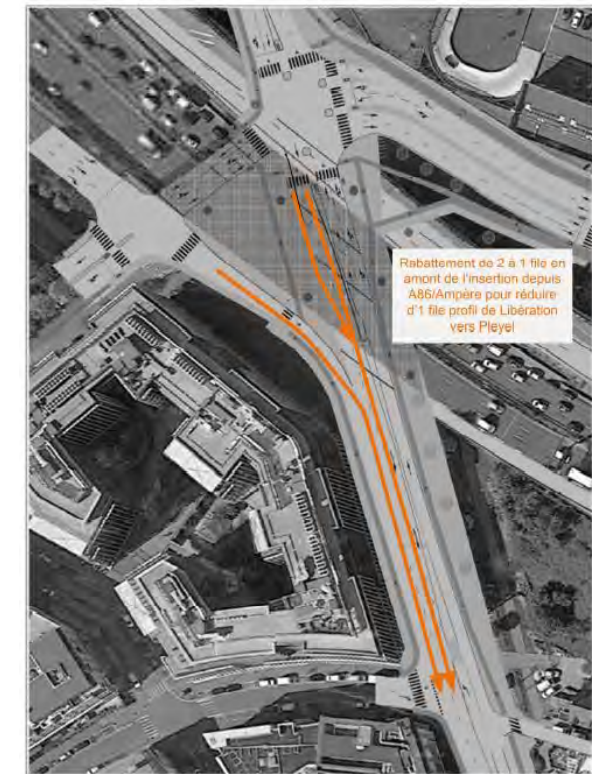 Rabattement de 2 à 1 file en
amont de l'insertion depuis
A86/Ampère pour réduire
d'1 file profil de Libération
vers Pleyel